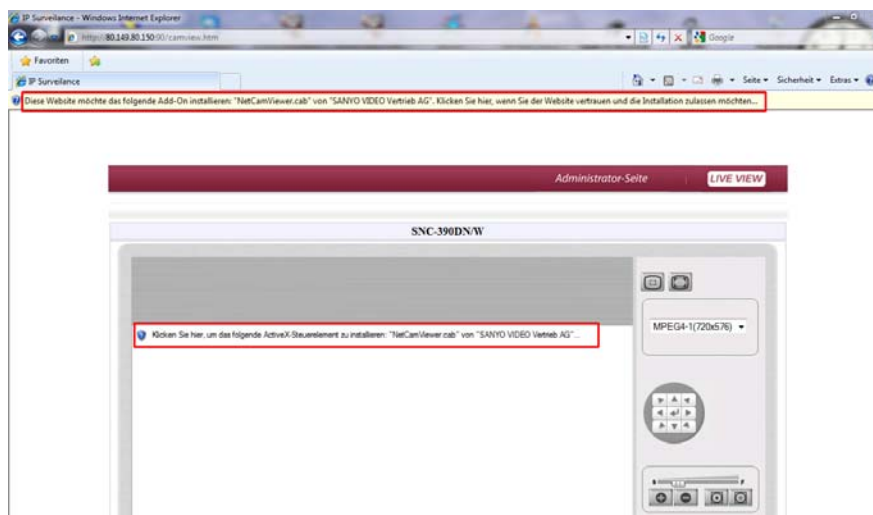 IP Surveilance - Windows Internet Explorer
http://80.149.80.150:90/camview.htm
Google
Favoriten
IP Surveilance
Seite
Sicherheit
Extras
Diese Website möchte das folgende Add-On installieren: "NetCamViewer.cab" von "SANYO VIDEO Vertrieb AG". Klicken Sie hier, wenn Sie der Website vertrauen und die Installation zulassen möchten...
Administrator-Seite
LIVE VIEW
SNC-390DN/W
MPEG4-1(720x576)
Klicken Sie hier, um das folgende ActiveX-Steuerelement zu installieren: "NetCamViewer.cab" von "SANYO VIDEO Vertrieb AG"...